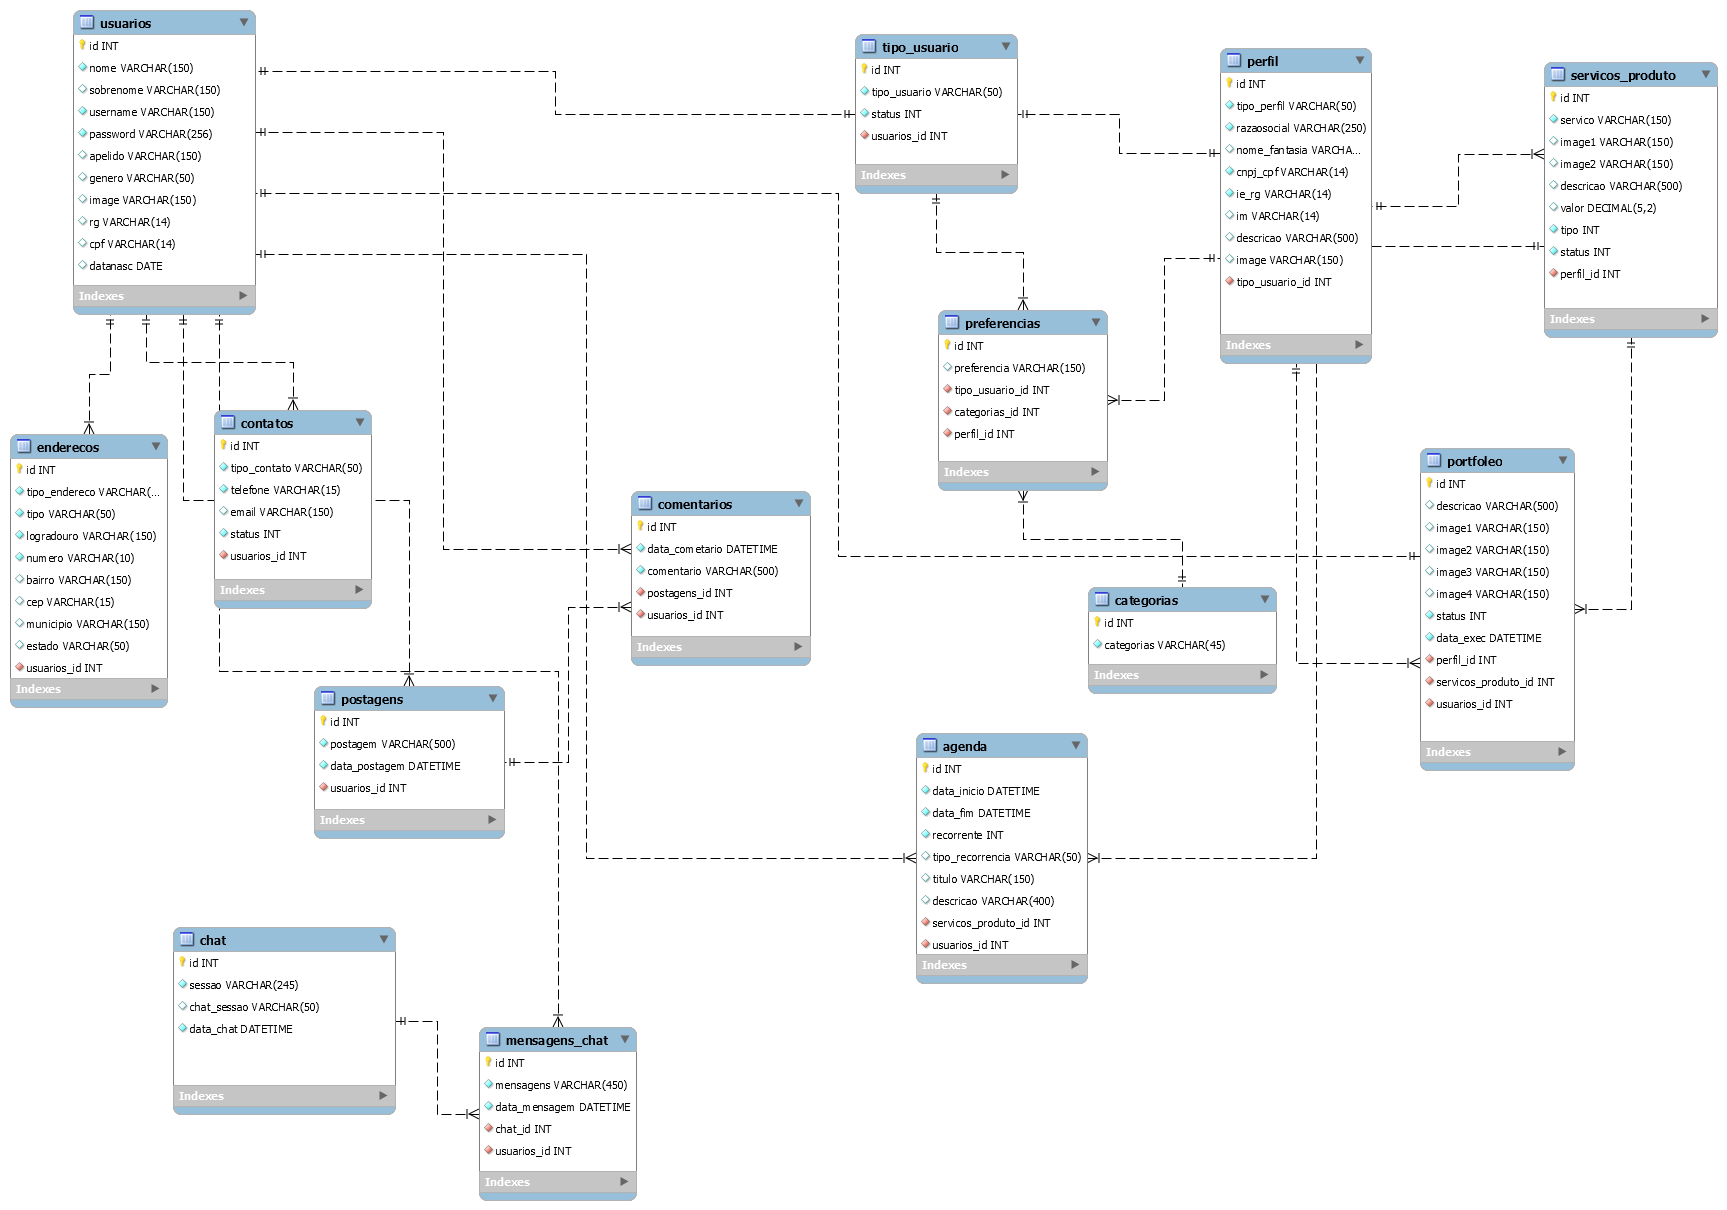 usuarios
id INT
nome VARCHAR(150)
sobrenome VARCHAR(150)
username VARCHAR(150)
password VARCHAR(256)
apelido VARCHAR(150)
genero VARCHAR(50)
image VARCHAR(150)
rg VARCHAR(14)
cpf VARCHAR(14)
datanasc DATE
Indexes
tipo_usuario
id INT
tipo_usuario VARCHAR(50)
status INT
usuarios_id INT
Indexes
perfil
id INT
tipo_perfil VARCHAR(50)
razaosocial VARCHAR(250)
nome_fantasia VARCHA...
cnpj_cpf VARCHAR(14)
ie_rg VARCHAR(14)
im VARCHAR(14)
descricao VARCHAR(500)
image VARCHAR(150)
tipo_usuario_id INT
Indexes
servicos_produto
id INT
servico VARCHAR(150)
image1 VARCHAR(150)
image2 VARCHAR(150)
descricao VARCHAR(500)
valor DECIMAL(5,2)
tipo INT
status INT
perfil_id INT
Indexes
preferencias
id INT
preferencia VARCHAR(150)
tipo_usuario_id INT
categorias_id INT
perfil_id INT
Indexes
enderecos
id INT
tipo_endereco VARCHAR(...
tipo VARCHAR(50)
logradouro VARCHAR(150)
numero VARCHAR(10)
bairro VARCHAR(150)
cep VARCHAR(15)
municipio VARCHAR(150)
estado VARCHAR(50)
usuarios_id INT
Indexes
contatos
id INT
tipo_contato VARCHAR(50)
telefone VARCHAR(15)
email VARCHAR(150)
status INT
usuarios_id INT
Indexes
comentarios
id INT
data_cometario DATETIME
comentario VARCHAR(500)
postagens_id INT
usuarios_id INT
Indexes
portfoleo
id INT
descricao VARCHAR(500)
image1 VARCHAR(150)
image2 VARCHAR(150)
image3 VARCHAR(150)
image4 VARCHAR(150)
status INT
data_exec DATETIME
perfil_id INT
servicos_produto_id INT
usuarios_id INT
Indexes
categorias
id INT
categorias VARCHAR(45)
Indexes
postagens
id INT
postagem VARCHAR(500)
data_postagem DATETIME
usuarios_id INT
Indexes
agenda
id INT
data_inicio DATETIME
data_fim DATETIME
recorrente INT
tipo_recorrencia VARCHAR(50)
titulo VARCHAR(150)
descricao VARCHAR(400)
servicos_produto_id INT
usuarios_id INT
Indexes
chat
id INT
sessao VARCHAR(245)
chat_sessao VARCHAR(50)
data_chat DATETIME
Indexes
mensagens_chat
id INT
mensagens VARCHAR(450)
data_mensagem DATETIME
chat_id INT
usuarios_id INT
Indexes